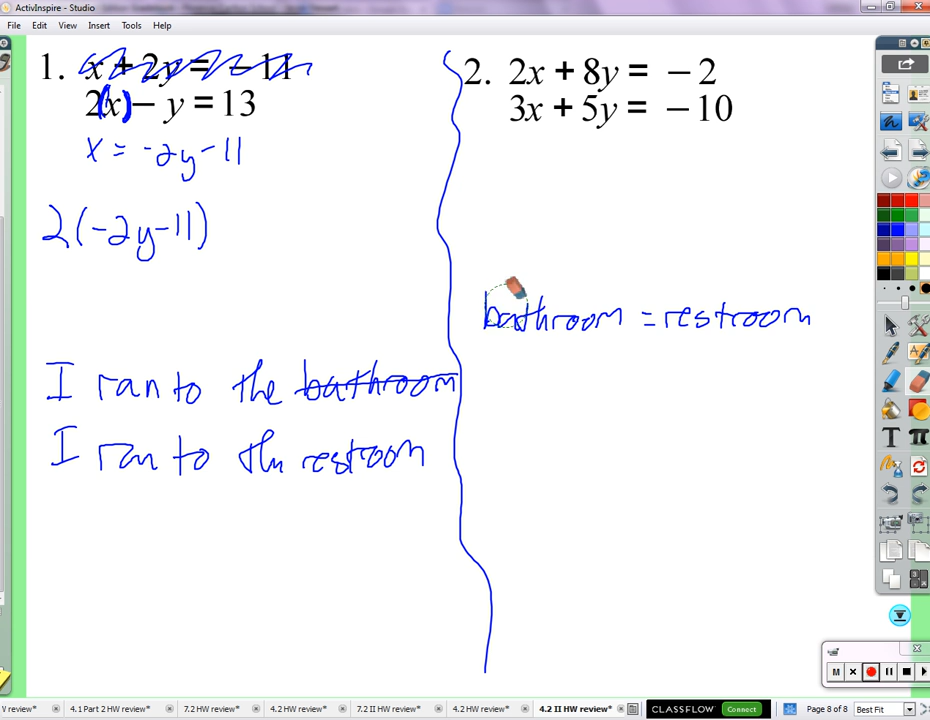 ActivInspire - Studio
File Edit View Insert Tools Help
1. x + 2y = -11
2(x) - y = 13
x = -2y - 11
2(-2y-11)
I ran to the bathroom
I ran to the restroom
2. 2x + 8y = -2
3x + 5y = -10
bathroom = restroom
M
V review* 4.1 Part 2 HW review* 7.2 HW review* 4.2 HW review* 7.2 II HW review* 4.2 HW review* 4.2 II HW review* CLASSFLOW Connect Page 8 of 8 Best Fit